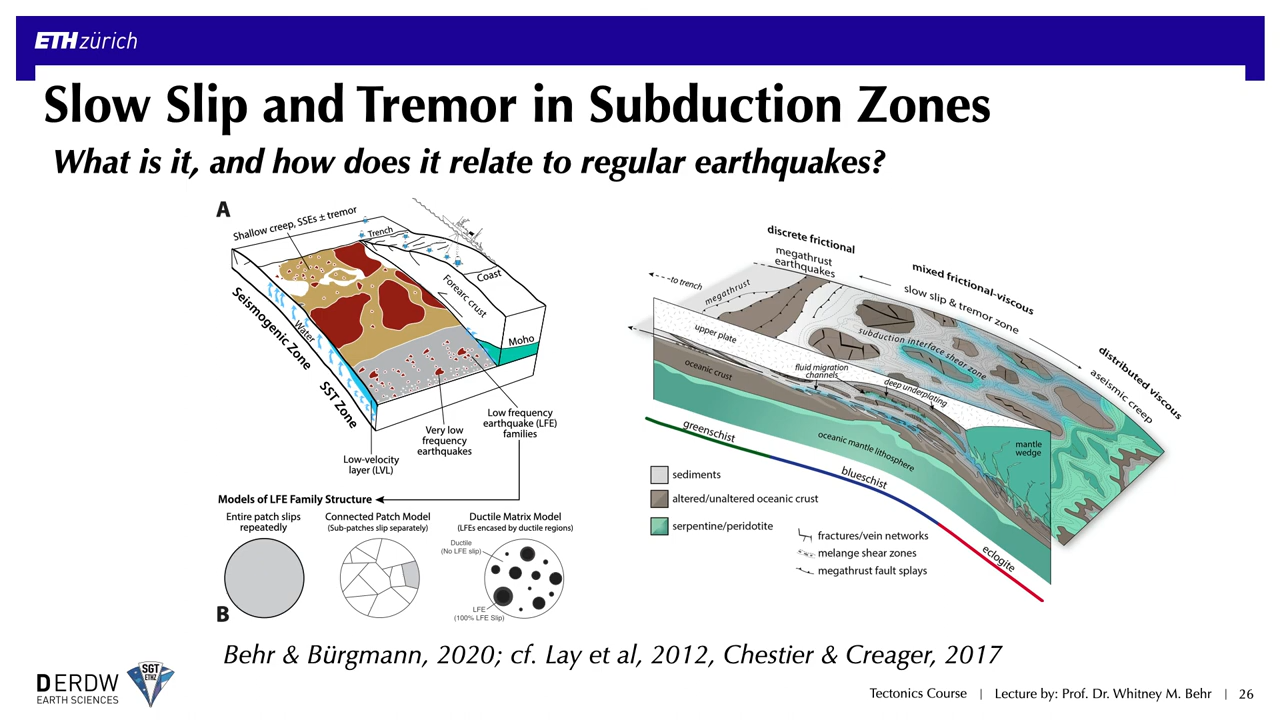 ETH zürich
Slow Slip and Tremor in Subduction Zones
What is it, and how does it relate to regular earthquakes?
A
Shallow creep, SSEs ± tremor
Trench
Coast
Forearc crust
Moho
Water
Seismogenic Zone
SST Zone
Low-velocity
layer (LVL)
Very low
frequency
earthquakes
Low frequency
earthquake (LFE)
families
Models of LFE Family Structure
Entire patch slips
repeatedly
Connected Patch Model
(Sub-patches slip separately)
Ductile Matrix Model
(LFEs encased by ductile regions)
Ductile
(No LFE slip)
LFE
(100% LFE Slip)
B
discrete frictional
megathrust
earthquakes
mixed frictional-viscous
slow slip & tremor zone
distributed viscous
aseismic creep
to trench
megathrust
upper plate
subduction interface shear zone
oceanic crust
fluid migration
channels
deep underplating
oceanic mantle lithosphere
mantle
wedge
greenschist
blueschist
eclogite
sediments
altered/unaltered oceanic crust
serpentine/peridotite
fractures/vein networks
melange shear zones
megathrust fault splays
Behr & Bürgmann, 2020; cf. Lay et al, 2012, Chestier & Creager, 2017
DERDW
EARTH SCIENCES
SGT
ETHZ
Tectonics Course | Lecture by: Prof. Dr. Whitney M. Behr | 26